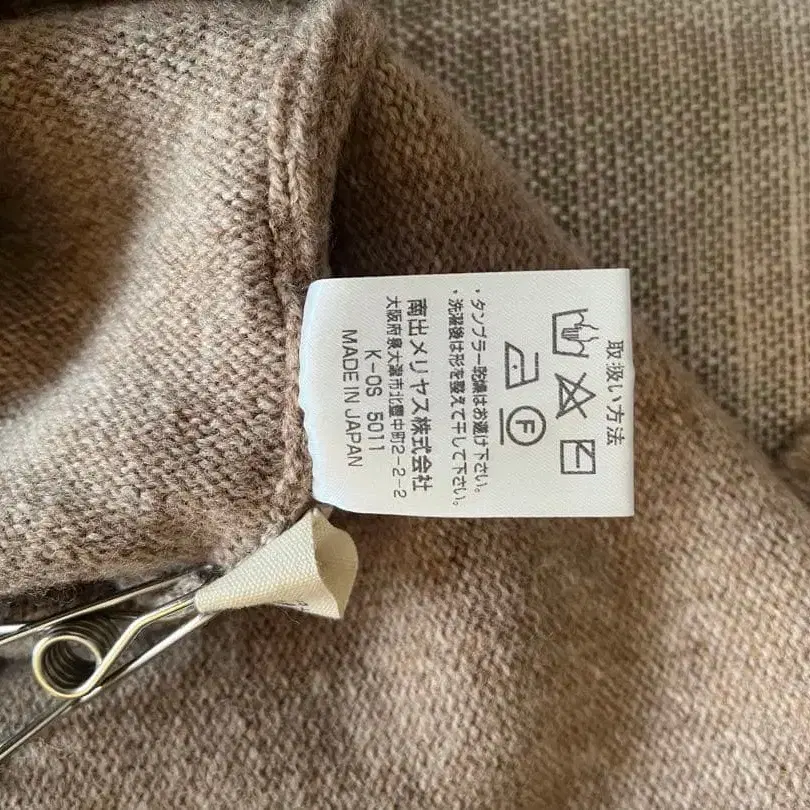 取扱い方法
F
・タンブラー乾燥はお避け下さい。
・洗濯後は形を整えて干して下さい。
南出メリヤス株式会社
大阪府泉大津市北豊中町2-2-2
K-OS 5011
MADE IN JAPAN